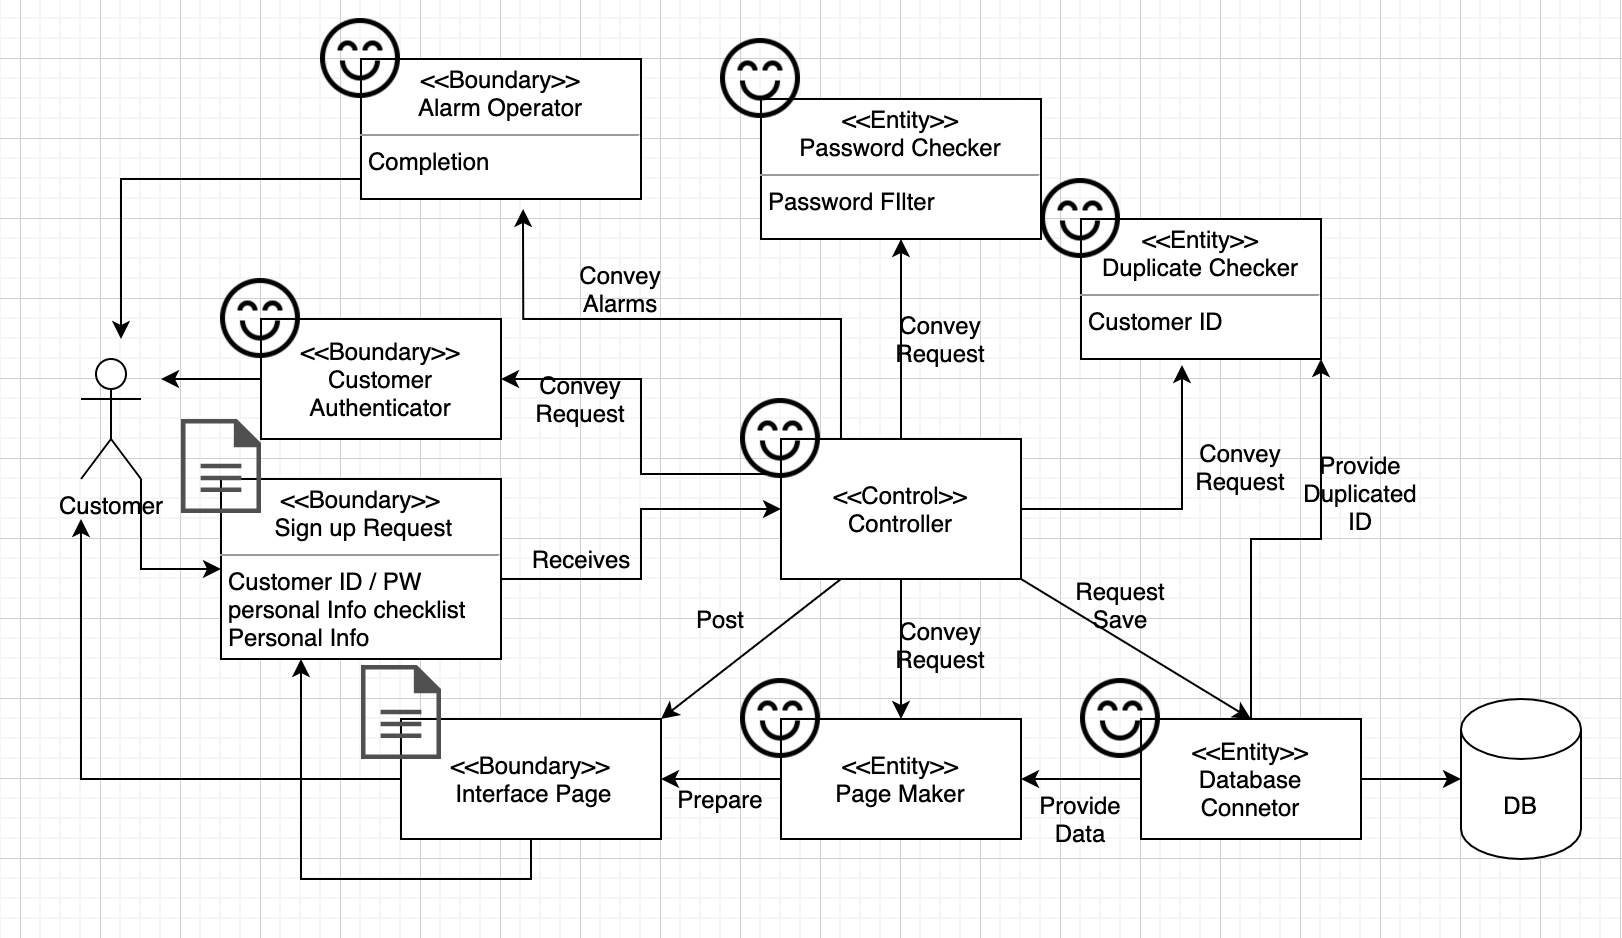 <<Boundary>>
Alarm Operator
Completion
<<Entity>>
Password Checker
Password FIlter
<<Entity>>
Duplicate Checker
Customer ID
Convey
Alarms
Convey
Request
<<Boundary>>
Customer
Authenticator
Convey
Request
Customer
<<Boundary>>
Sign up Request
Customer ID / PW
personal Info checklist
Personal Info
Receives
<<Control>>
Controller
Convey
Request
Provide
Duplicated
ID
Post
Convey
Request
Request
Save
<<Boundary>>
Interface Page
Prepare
<<Entity>>
Page Maker
Provide
Data
<<Entity>>
Database
Connetor
DB